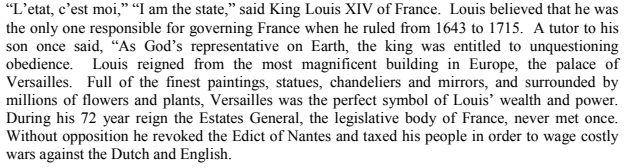 “L’etat, c’est moi,” “I am the state,” said King Louis XIV of France. Louis believed that he was
the only one responsible for governing France when he ruled from 1643 to 1715. A tutor to his
son once said, “As God’s representative on Earth, the king was entitled to unquestioning
obedience. Louis reigned from the most magnificent building in Europe, the palace of
Versailles. Full of the finest paintings, statues, chandeliers and mirrors, and surrounded by
millions of flowers and plants, Versailles was the perfect symbol of Louis’ wealth and power.
During his 72 year reign the Estates General, the legislative body of France, never met once.
Without opposition he revoked the Edict of Nantes and taxed his people in order to wage costly
wars against the Dutch and English.